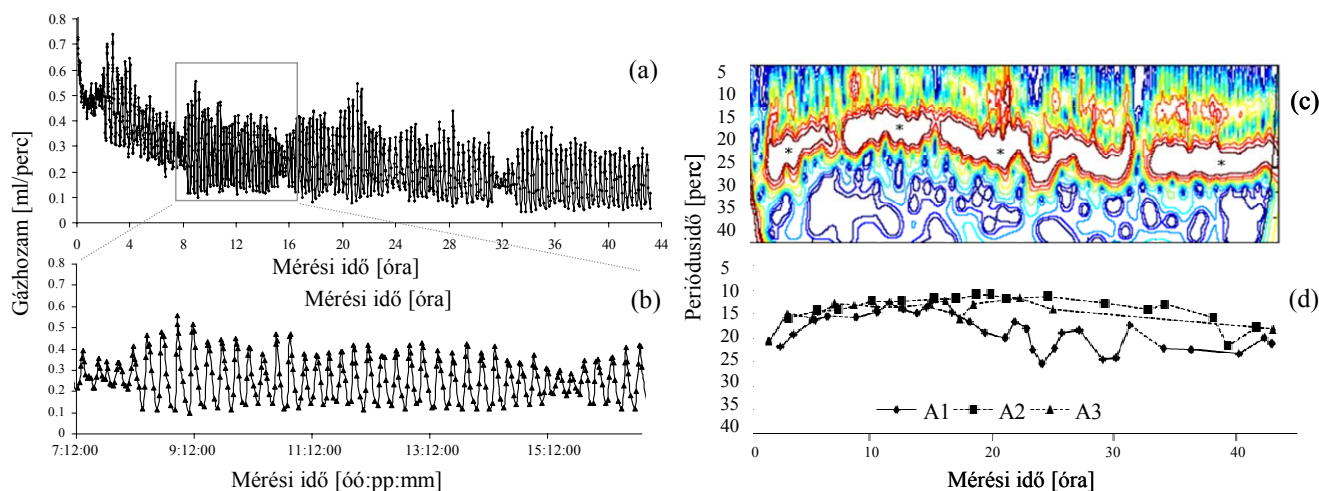 Gázhozam [ml/perc]
0.8
0.7
0.6
0.5
0.4
0.3
0.2
0.1
0
(a)
0 4 8 12 16 20 24 28 32 36 40 44
Mérési idő [óra]
Mérési idő [óra]
(b)
0.6
0.5
0.4
0.3
0.2
0.1
0
7:12:00 9:12:00 11:12:00 13:12:00 15:12:00
Mérési idő [óó:pp:mm]
Periódusidő [perc]
5
10
15
20
25
30
35
40
(c)
* * * *
5
10
15
20
25
30
35
40
(d)
A1 A2 A3
0 10 20 30 40
Mérési idő [óra]